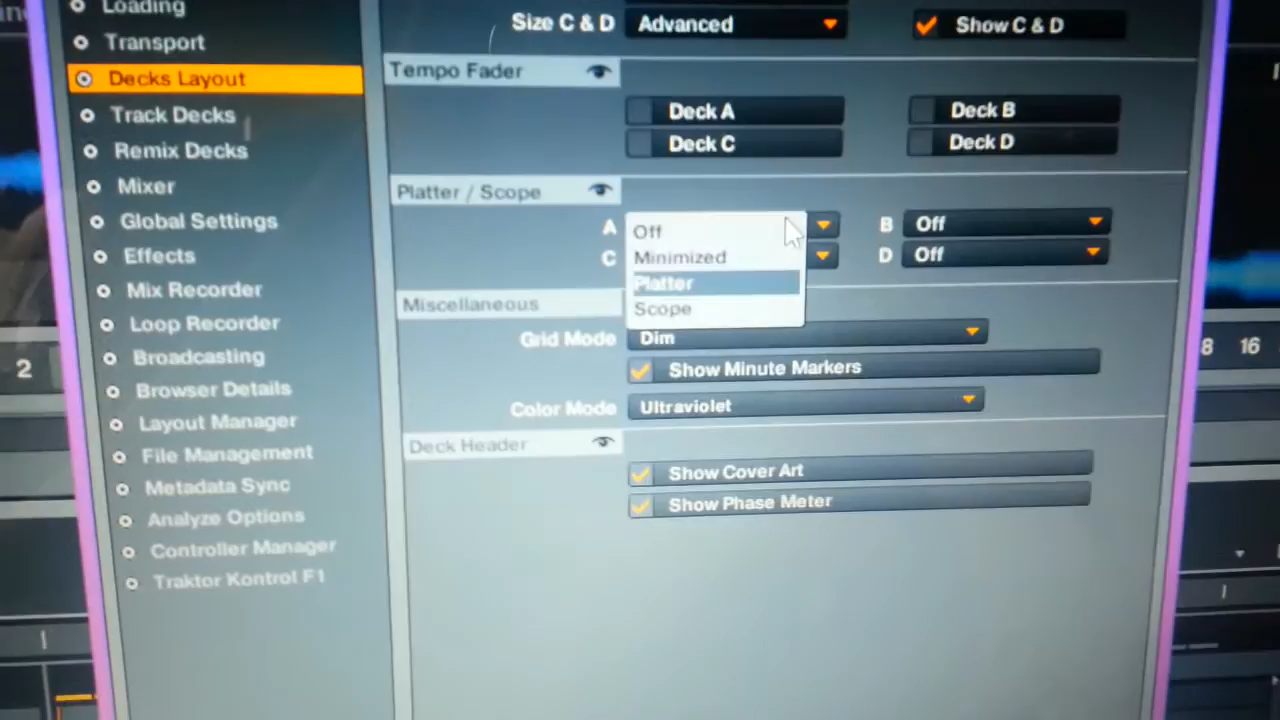 Loading
Transport
Decks Layout
Track Decks
Remix Decks
Mixer
Global Settings
Effects
Mix Recorder
Loop Recorder
Broadcasting
Browser Details
Layout Manager
File Management
Metadata Sync
Analyze Options
Controller Manager
Traktor Kontrol F1
Size C & D Advanced Show C & D
Tempo Fader
Deck A Deck B
Deck C Deck D
Platter / Scope
A B Off
C D Off
Off
Minimized
Platter
Scope
Miscellaneous
Grid Mode Dim
Show Minute Markers
Color Mode Ultraviolet
Deck Header
Show Cover Art
Show Phase Meter
2
8 16